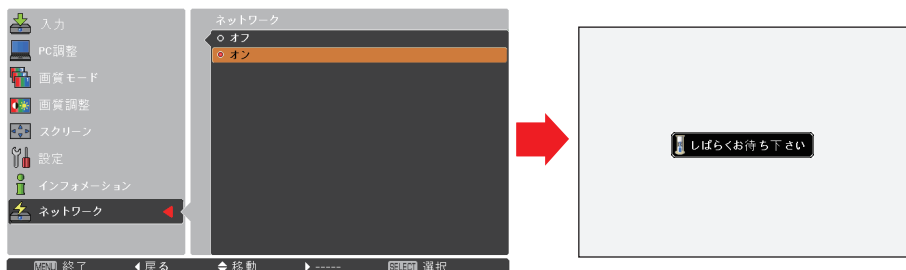 入力
PC調整
画質モード
画質調整
スクリーン
設定
インフォメーション
ネットワーク
ネットワーク
オフ
オン
MENU 終了 戻る 移動 ----- SELECT 選択
しばらくお待ち下さい